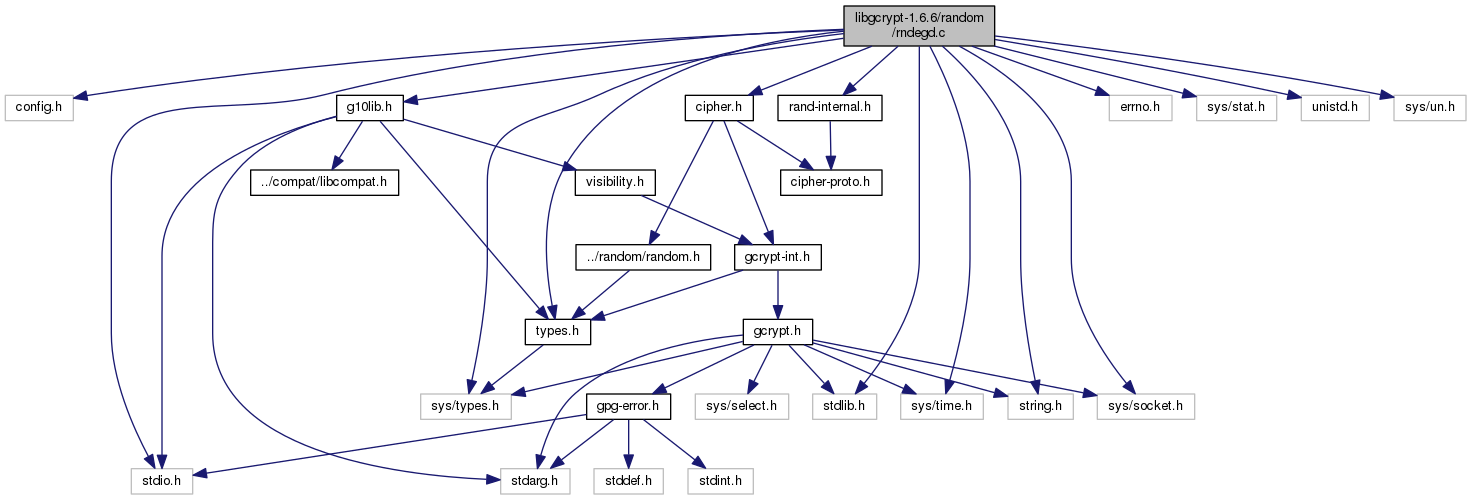 libgcrypt-1.6.6/random
/rndegd.c
config.h
g10lib.h
cipher.h
rand-internal.h
errno.h
sys/stat.h
unistd.h
sys/un.h
../compat/libcompat.h
visibility.h
cipher-proto.h
../random/random.h
gcrypt-int.h
types.h
gcrypt.h
sys/types.h
gpg-error.h
sys/select.h
stdlib.h
sys/time.h
string.h
sys/socket.h
stdio.h
stdarg.h
stddef.h
stdint.h